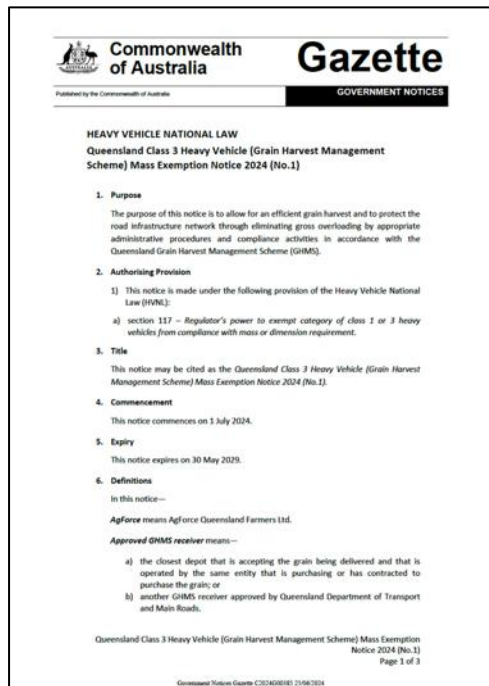 Commonwealth
of Australia
Gazette
Published by the Commonwealth of Australia
GOVERNMENT NOTICES
HEAVY VEHICLE NATIONAL LAW
Queensland Class 3 Heavy Vehicle (Grain Harvest Management
Scheme) Mass Exemption Notice 2024 (No.1)
1. Purpose
The purpose of this notice is to allow for an efficient grain harvest and to protect the
road infrastructure network through eliminating gross overloading by appropriate
administrative procedures and compliance activities in accordance with the
Queensland Grain Harvest Management Scheme (GHMS).
2. Authorising Provision
1) This notice is made under the following provision of the Heavy Vehicle National
Law (HVNL):
a) section 117 – Regulator's power to exempt category of class 1 or 3 heavy
vehicles from compliance with mass or dimension requirement.
3. Title
This notice may be cited as the Queensland Class 3 Heavy Vehicle (Grain Harvest
Management Scheme) Mass Exemption Notice 2024 (No.1).
4. Commencement
This notice commences on 1 July 2024.
5. Expiry
This notice expires on 30 May 2029.
6. Definitions
In this notice—
AgForce means AgForce Queensland Farmers Ltd.
Approved GHMS receiver means—
a) the closest depot that is accepting the grain being delivered and that is
operated by the same entity that is purchasing or has contracted to
purchase the grain; or
b) another GHMS receiver approved by Queensland Department of Transport
and Main Roads.
Queensland Class 3 Heavy Vehicle (Grain Harvest Management Scheme) Mass Exemption
Notice 2024 (No.1)
Page 1 of 3
Government Notices Gazette C2024G00385 25/06/2024